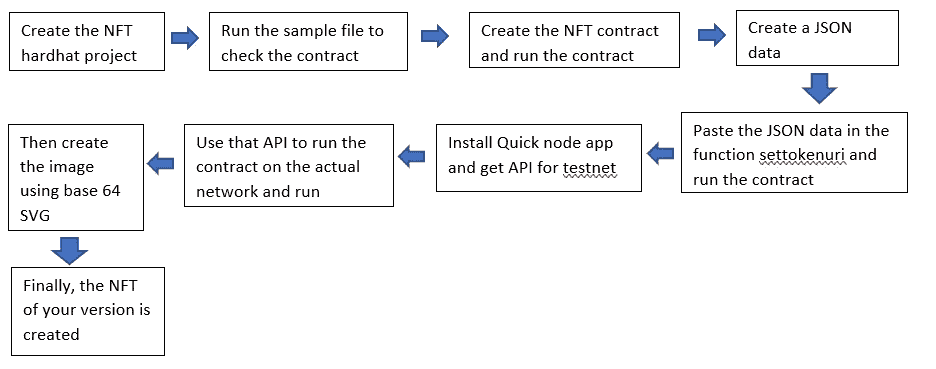 Create the NFT
hardhat project
Run the sample file to
check the contract
Create the NFT contract
and run the contract
Create a JSON
data
Paste the JSON data in the
function settokenuri and
run the contract
Install Quick node app
and get API for testnet
Use that API to run the
contract on the actual
network and run
Then create
the image
using base 64
SVG
Finally, the NFT
of your version is
created